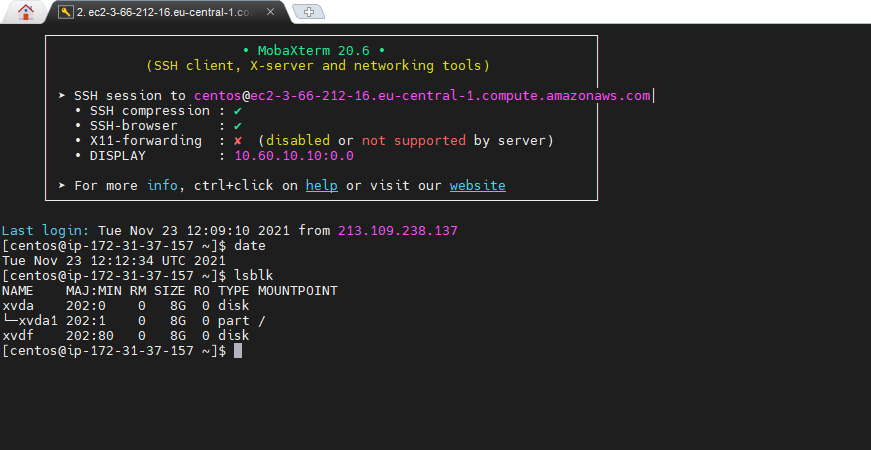 2. ec2-3-66-212-16.eu-central-1.co
• MobaXterm 20.6 •
(SSH client, X-server and networking tools)
➤ SSH session to centos@ec2-3-66-212-16.eu-central-1.compute.amazonaws.com
• SSH compression : ✔
• SSH-browser : ✔
• X11-forwarding : ✘ (disabled or not supported by server)
• DISPLAY : 10.60.10.10:0.0
➤ For more info, ctrl+click on help or visit our website
Last login: Tue Nov 23 12:09:10 2021 from 213.109.238.137
[centos@ip-172-31-37-157 ~]$ date
Tue Nov 23 12:12:34 UTC 2021
[centos@ip-172-31-37-157 ~]$ lsblk
NAME MAJ:MIN RM SIZE RO TYPE MOUNTPOINT
xvda 202:0 0 8G 0 disk
└─xvda1 202:1 0 8G 0 part /
xvdf 202:80 0 8G 0 disk
[centos@ip-172-31-37-157 ~]$